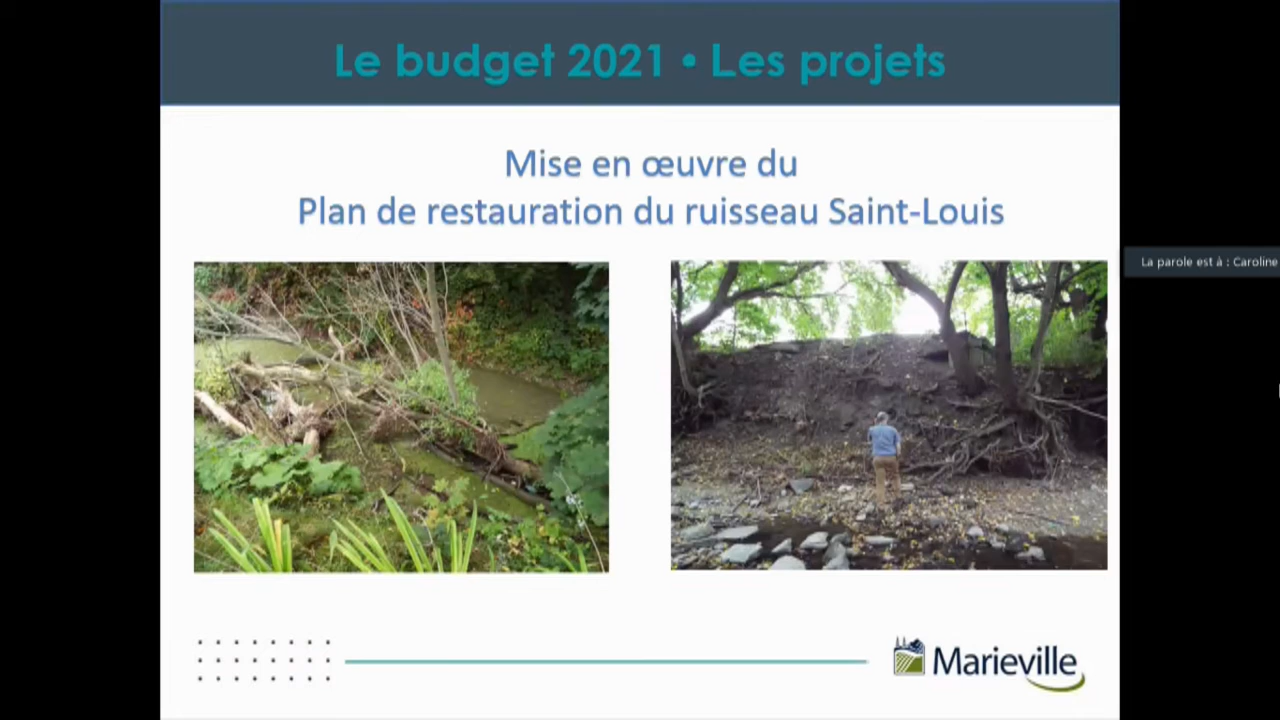 Le budget 2021 • Les projets
Mise en œuvre du
Plan de restauration du ruisseau Saint-Louis
La parole est à : Caroline
Marieville